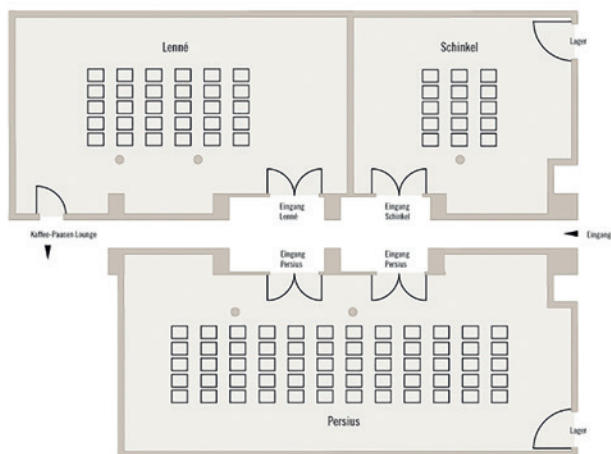 Lenné
Schinkel
Lager
Eingang
Lenné
Eingang
Schinkel
Kaffee-Pausen Lounge
Eingang
Eingang
Persius
Eingang
Persius
Persius
Lager